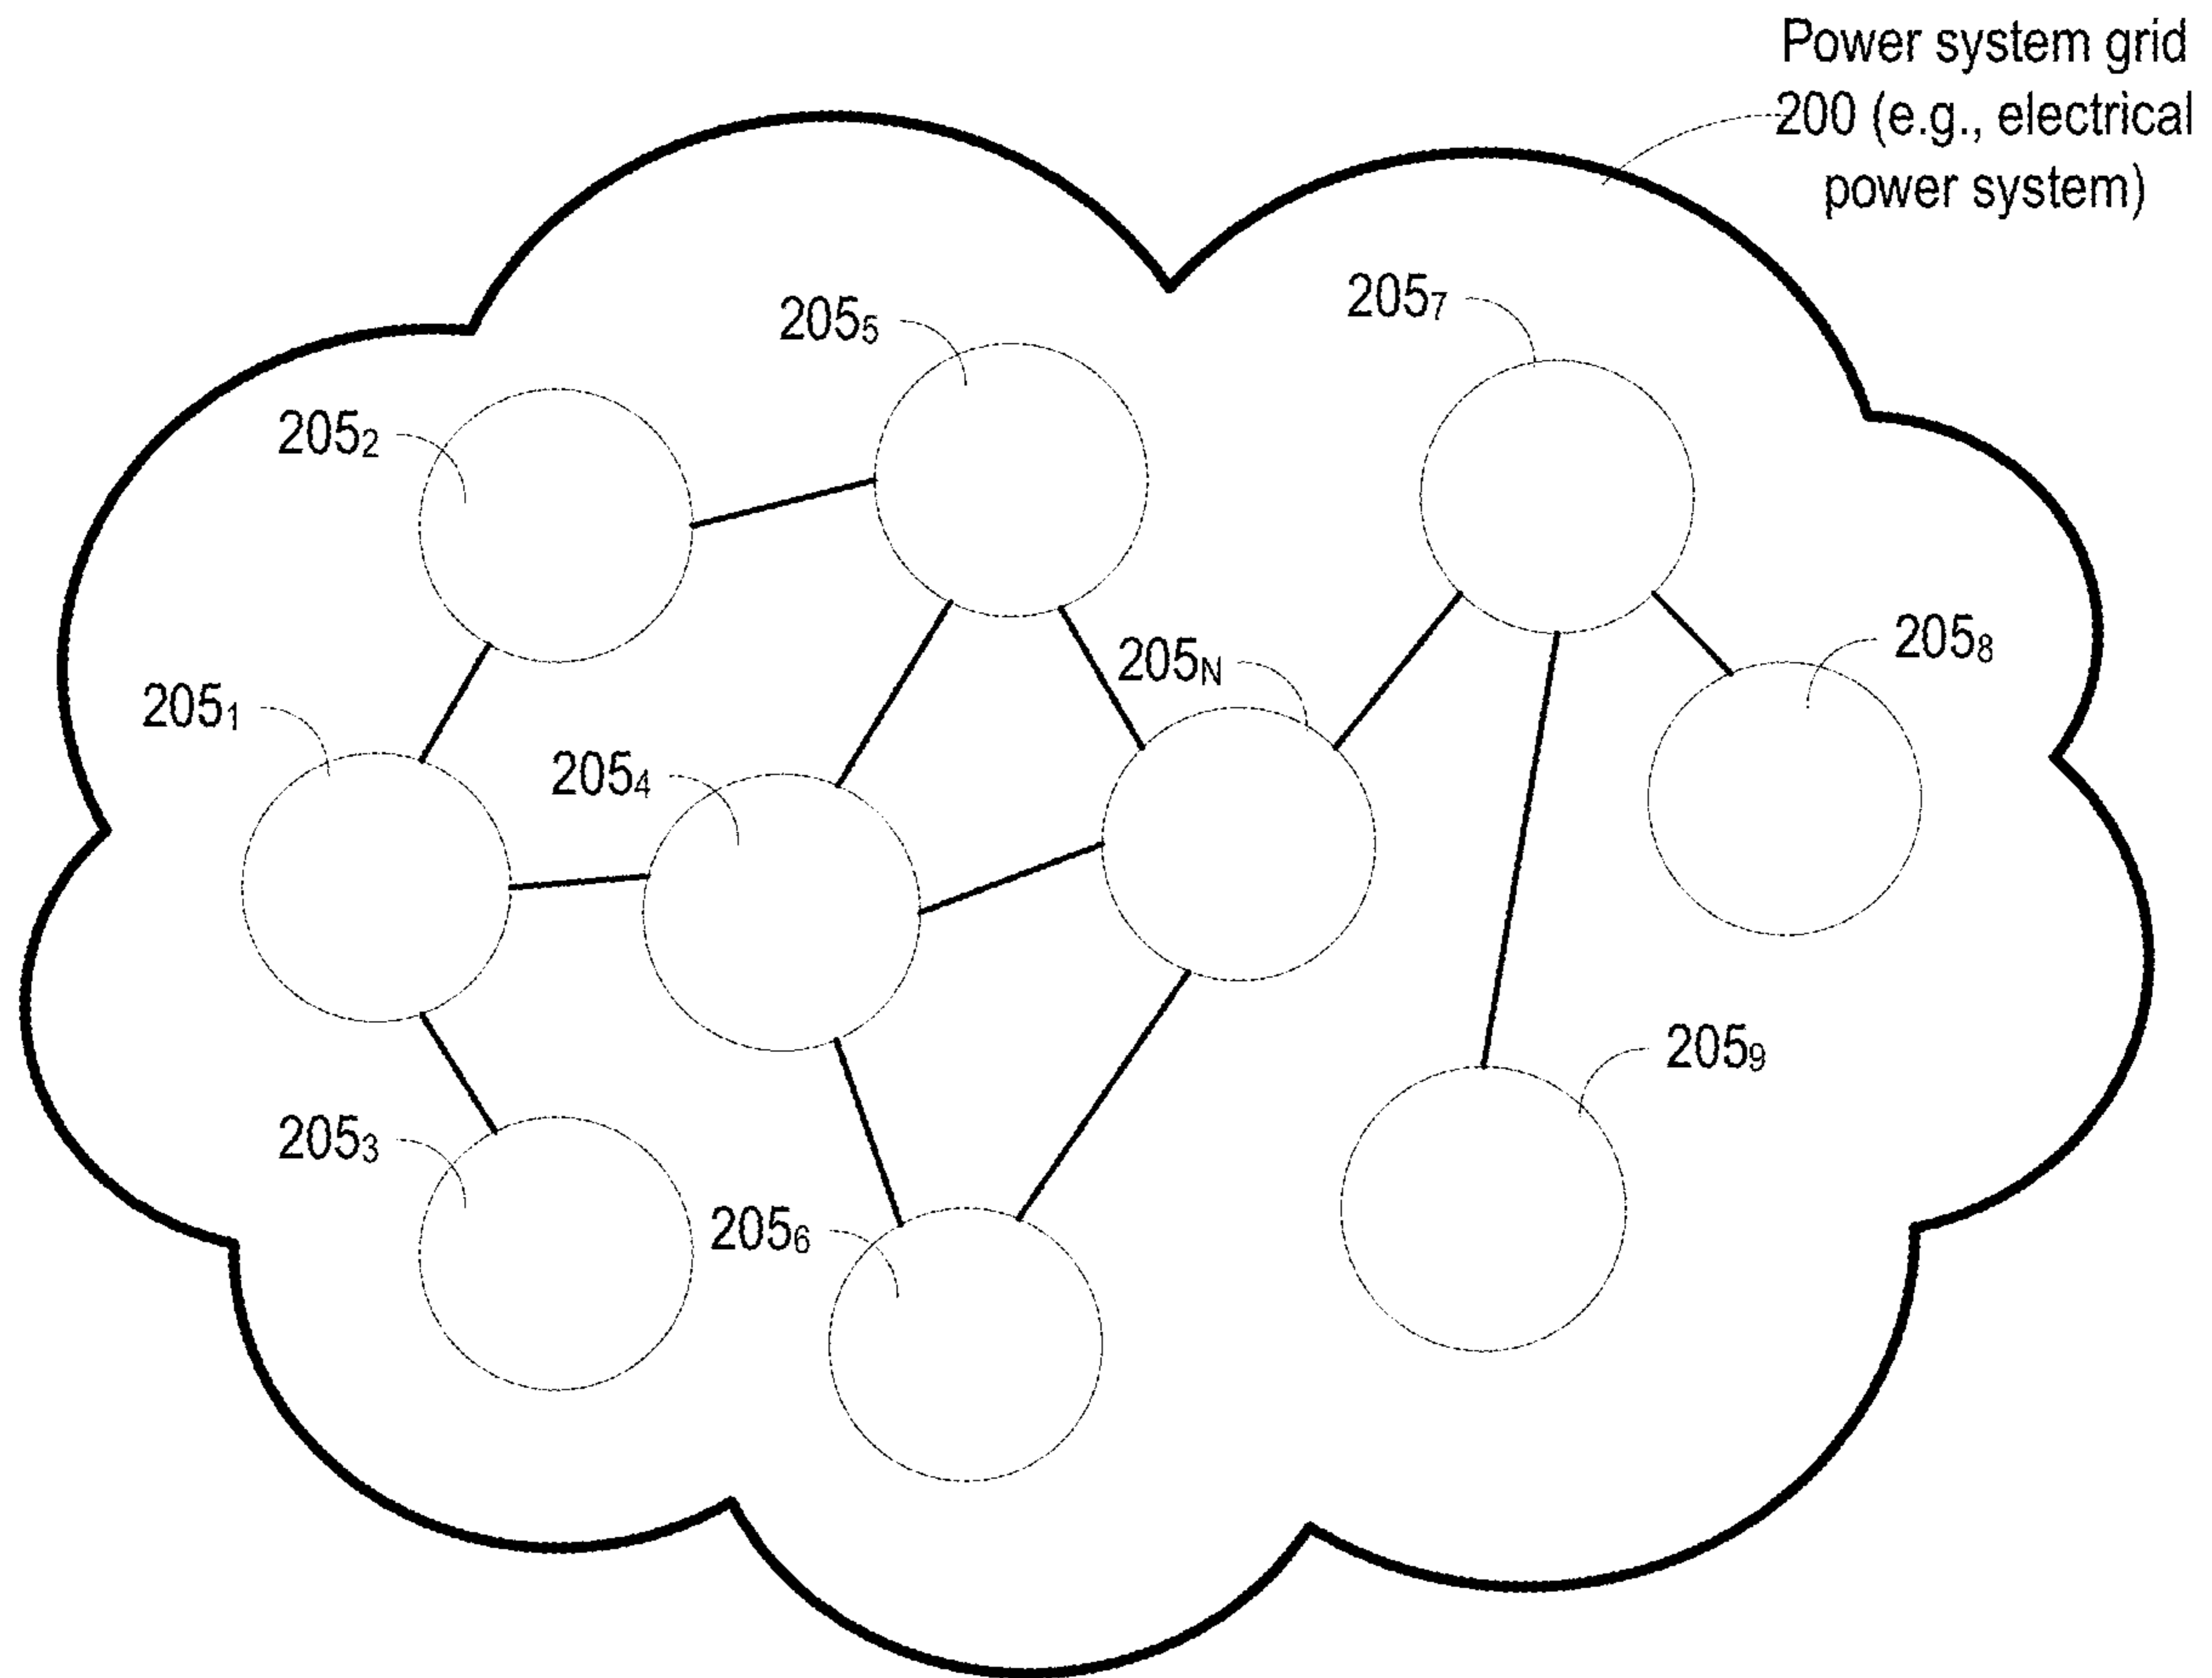 Power system grid
200 (e.g., electrical
power system)
205₇
205₅
205₂
205₈
205N
205₁
205₄
205₉
205₃
205₆